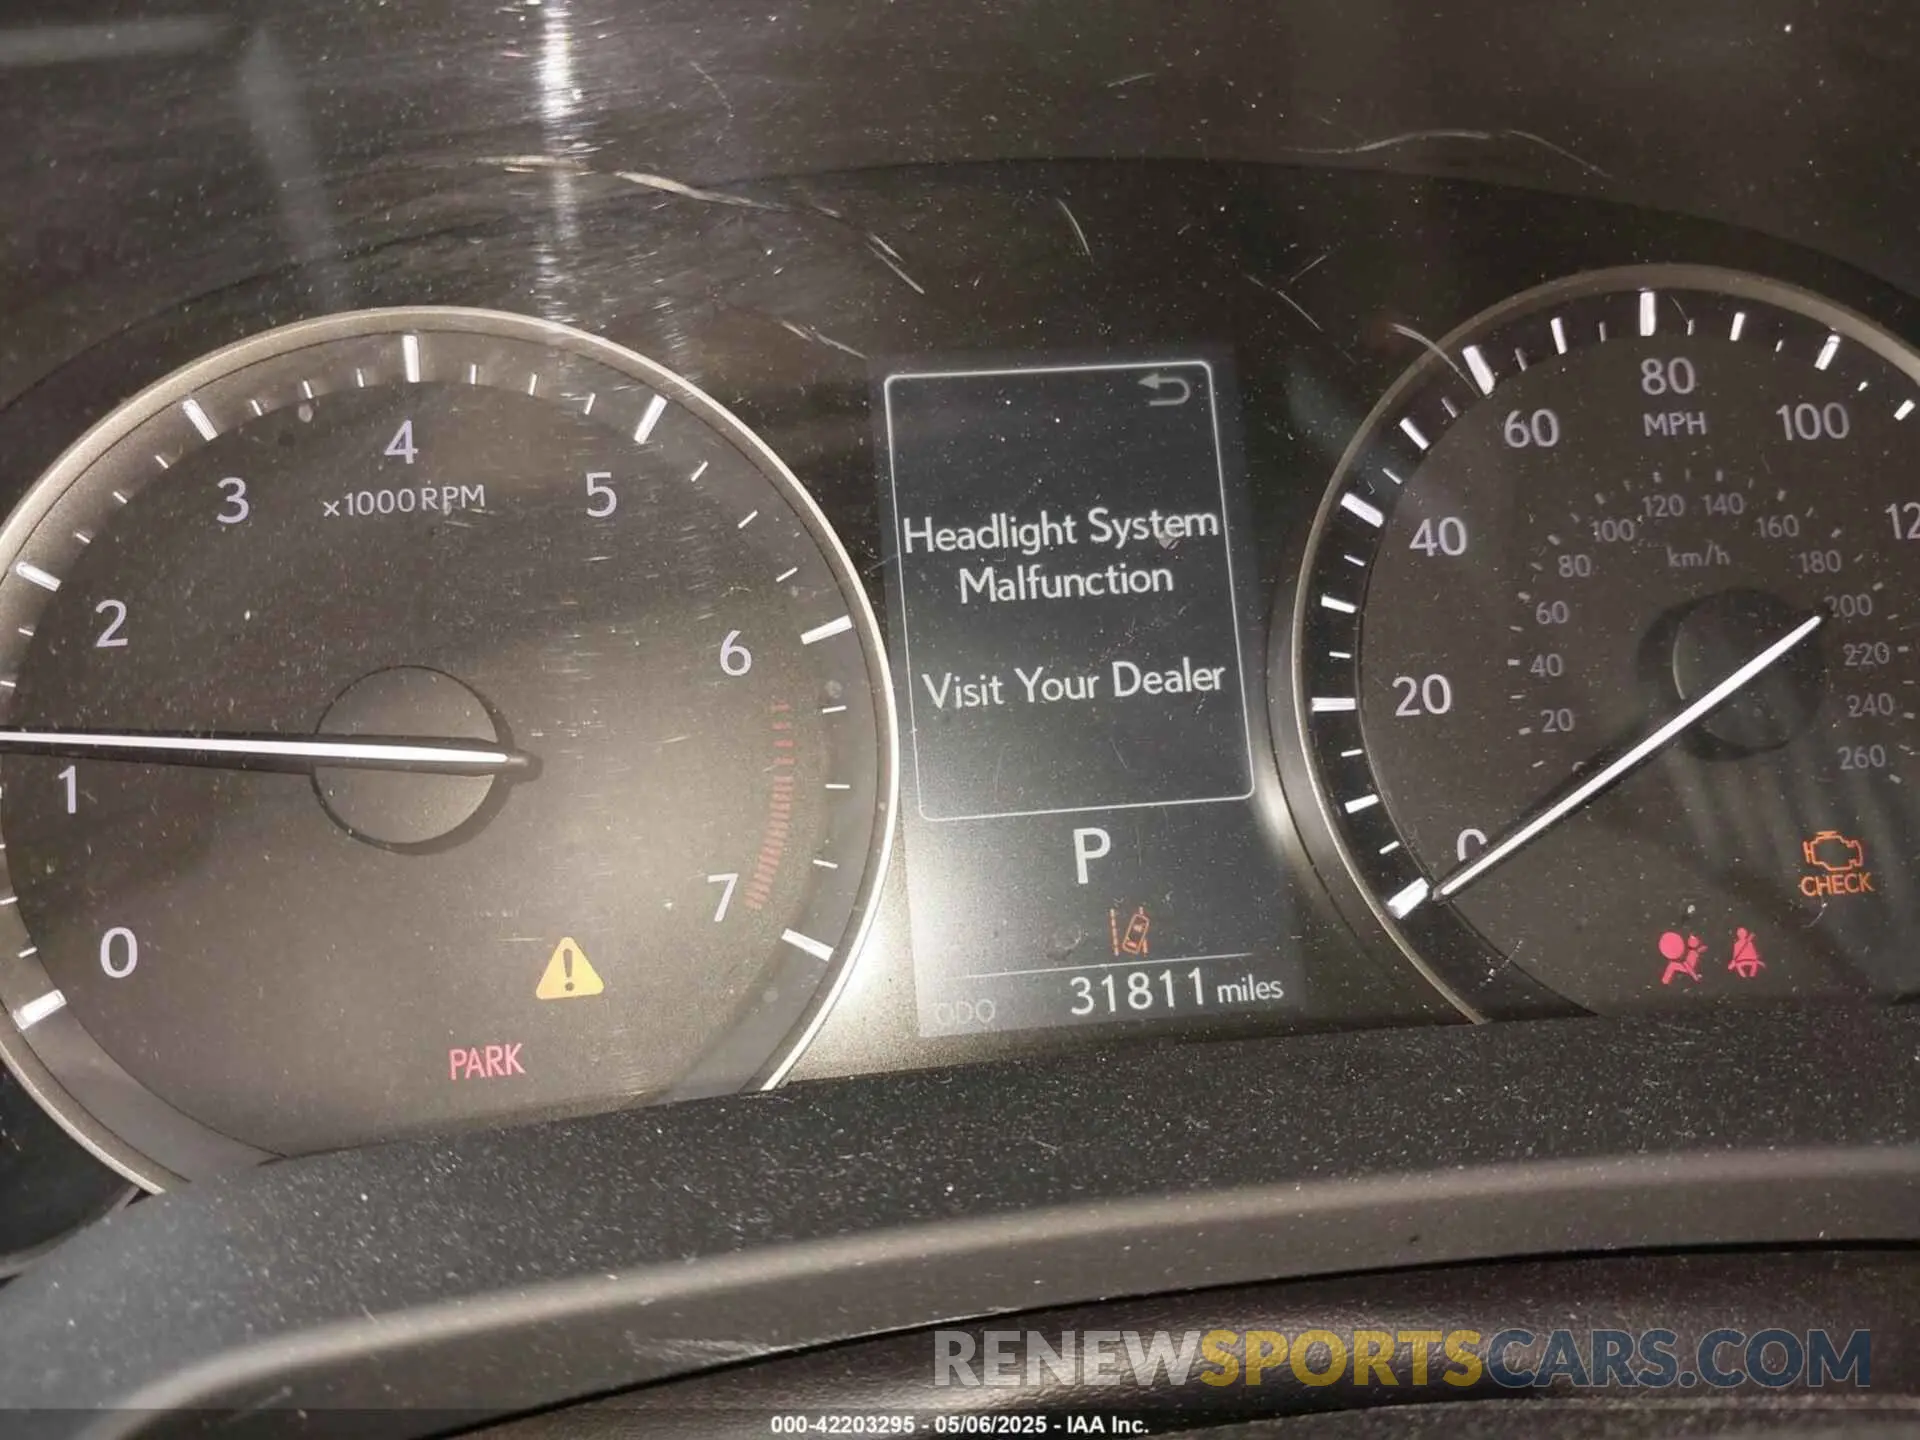 4
3
5
×1000RPM
2
6
1
7
0
PARK
Headlight System
Malfunction
Visit Your Dealer
P
ODO 31811 miles
80
MPH
60
100
40
20
0
120
140
100
160
km/h
80
180
60
200
40
220
20
240
260
CHECK
RENEWSPORTSCARS.COM
000-42203295 - 05/06/2025 - IAA Inc.